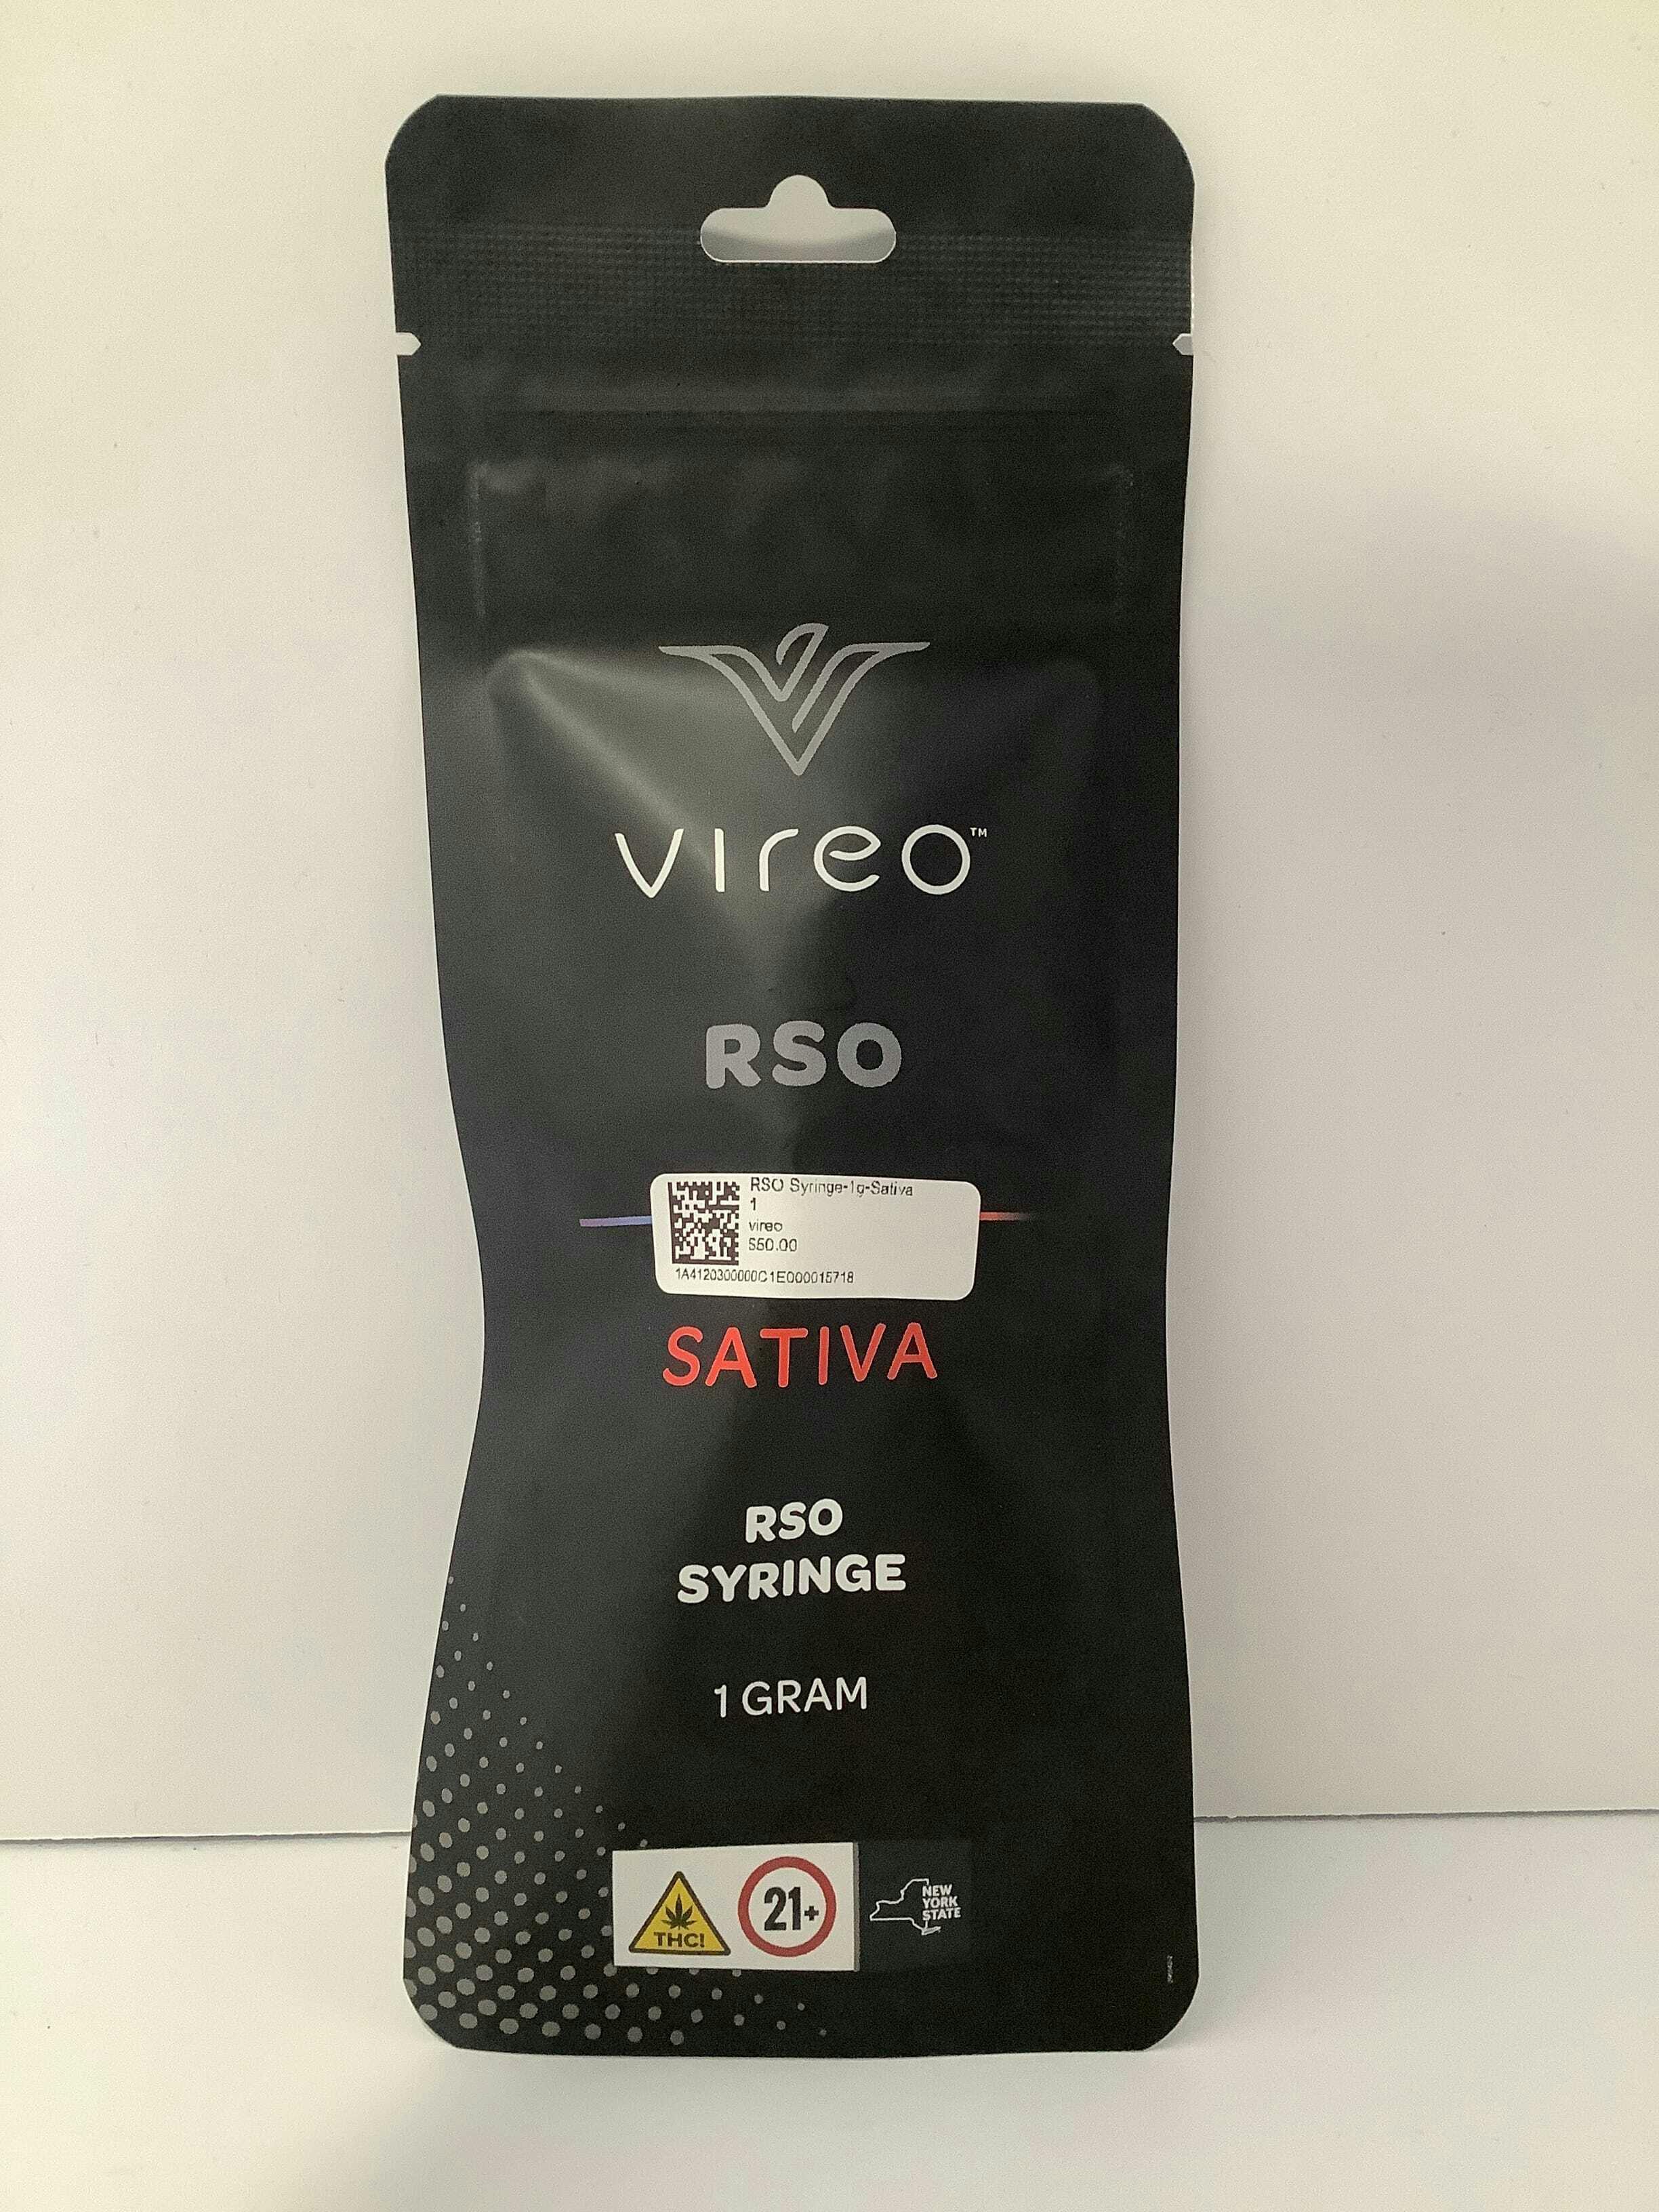 vireo™
RSO
RSO Syringe-1g-Sativa
1
vireo
$50.00
1A4120300000C1E000015718
SATIVA
RSO
SYRINGE
1 GRAM
THC!
21+
NEW
YORK
STATE